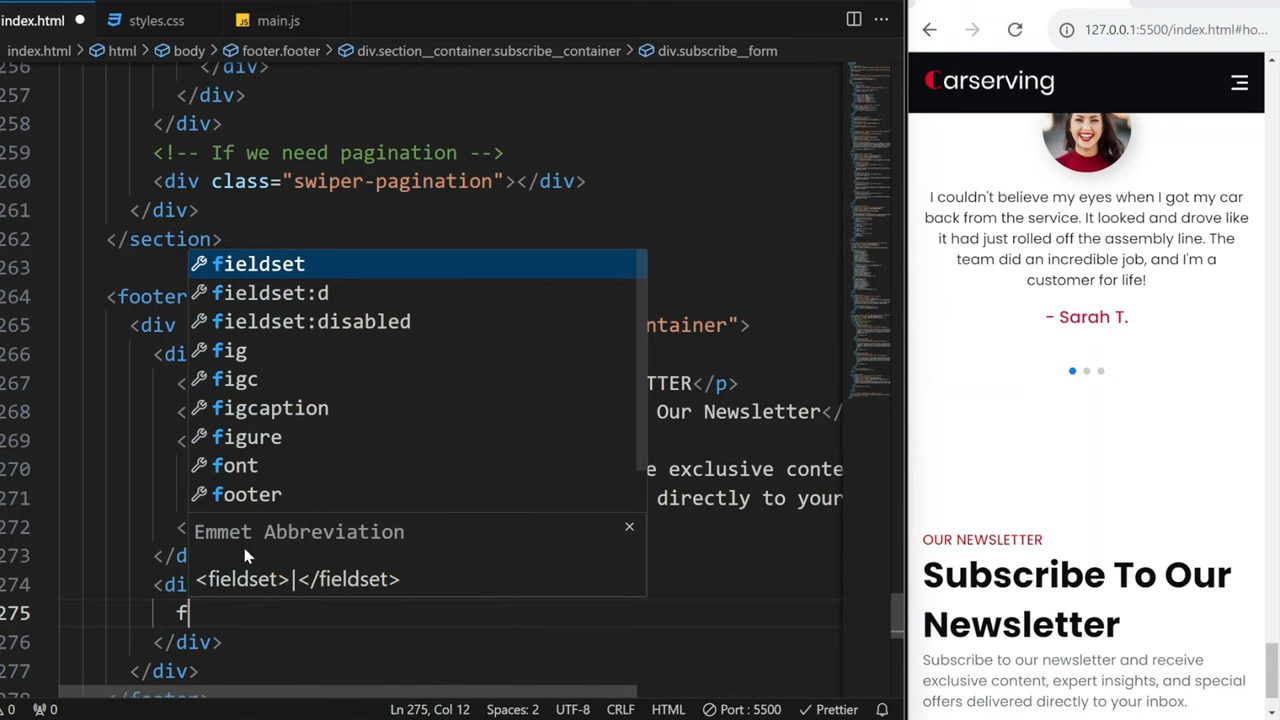 index.html
styles.css
JS main.js
index.html > html > body > footer.footer > div.section__container.subscribe__container > div.subscribe__form
256 </div>
257 </div>
258 </div>
259 <!-- If we need pagination -->
260 <div class="swiper-pagination"></div>
261 </div>
262 </section>
263
264 <footer
265 <div ntainer">
266 <di
267 TTER</p>
268 < Our Newsletter</
269 <
270 e exclusive conte
271 directly to your
272 <
273 </d
274 <di
275 f
276 </div>
277 </div>
278 </footer>
fieldset
fieldset:d
fieldset:disabled
fig
figc
figcaption
figure
font
footer
Emmet Abbreviation
<fieldset>|</fieldset>
0 0 Ln 275, Col 12 Spaces: 2 UTF-8 CRLF HTML Port : 5500 Prettier
127.0.0.1:5500/index.html#ho...
Carserving
I couldn't believe my eyes when I got my car
back from the service. It looked and drove like
it had just rolled off the assembly line. The
team did an incredible job, and I'm a
customer for life!
- Sarah T.
OUR NEWSLETTER
Subscribe To Our
Newsletter
Subscribe to our newsletter and receive
exclusive content, expert insights, and special
offers delivered directly to your inbox.